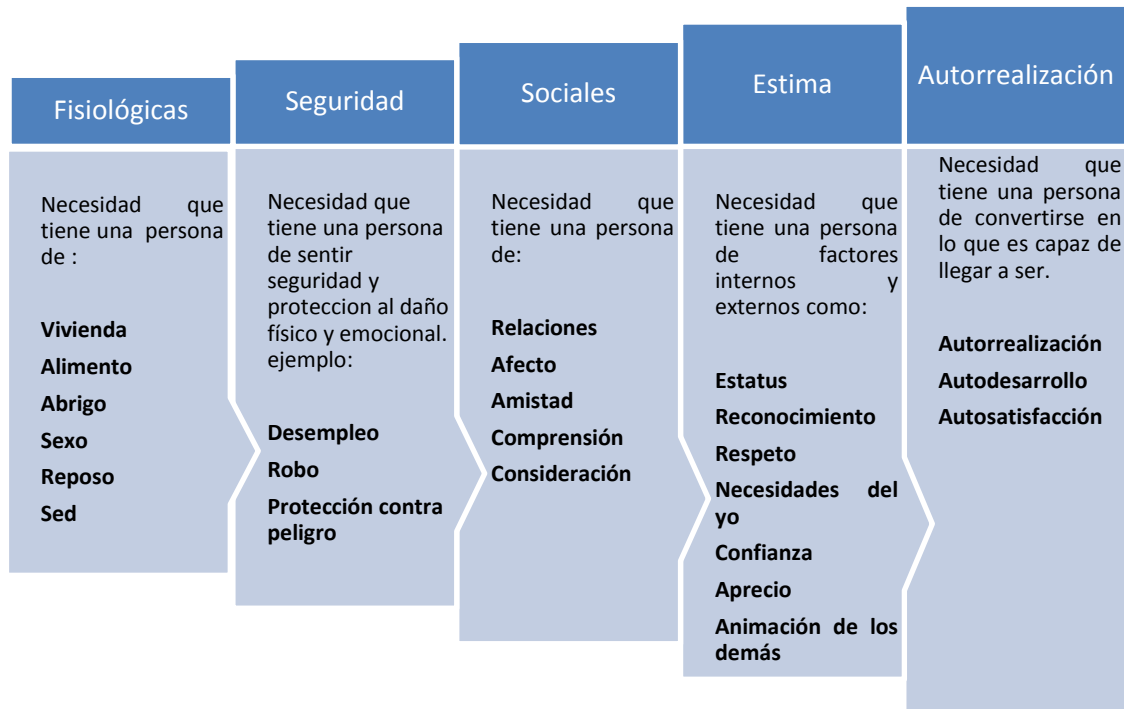 Fisiológicas
Necesidad que
tiene una persona
de :
Vivienda
Alimento
Abrigo
Sexo
Reposo
Sed
Seguridad
Necesidad que
tiene una persona
de sentir
seguridad y
proteccion al daño
físico y emocional.
ejemplo:
Desempleo
Robo
Protección contra
peligro
Sociales
Necesidad que
tiene una persona
de:
Relaciones
Afecto
Amistad
Comprensión
Consideración
Estima
Necesidad que
tiene una persona
de factores
internos y
externos como:
Estatus
Reconocimiento
Respeto
Necesidades del
yo
Confianza
Aprecio
Animación de los
demás
Autorrealización
Necesidad que
tiene una persona
de convertirse en
lo que es capaz de
llegar a ser.
Autorrealización
Autodesarrollo
Autosatisfacción